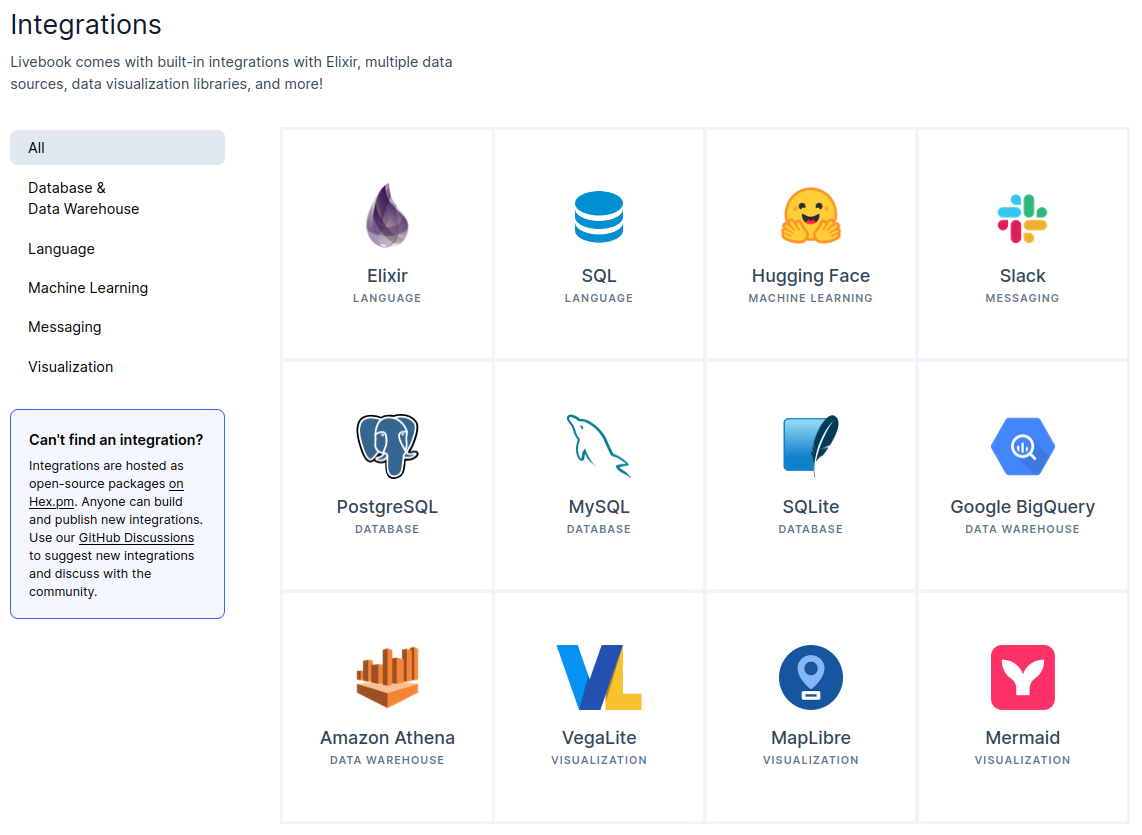 Integrations
Livebook comes with built-in integrations with Elixir, multiple data
sources, data visualization libraries, and more!
All
Database &
Data Warehouse
Language
Machine Learning
Messaging
Visualization
Can't find an integration?
Integrations are hosted as
open-source packages on
Hex.pm. Anyone can build
and publish new integrations.
Use our GitHub Discussions
to suggest new integrations
and discuss with the
community.
Elixir
LANGUAGE
SQL
LANGUAGE
Hugging Face
MACHINE LEARNING
Slack
MESSAGING
PostgreSQL
DATABASE
MySQL
DATABASE
SQLite
DATABASE
Google BigQuery
DATA WAREHOUSE
Amazon Athena
DATA WAREHOUSE
VL
VegaLite
VISUALIZATION
MapLibre
VISUALIZATION
Mermaid
VISUALIZATION